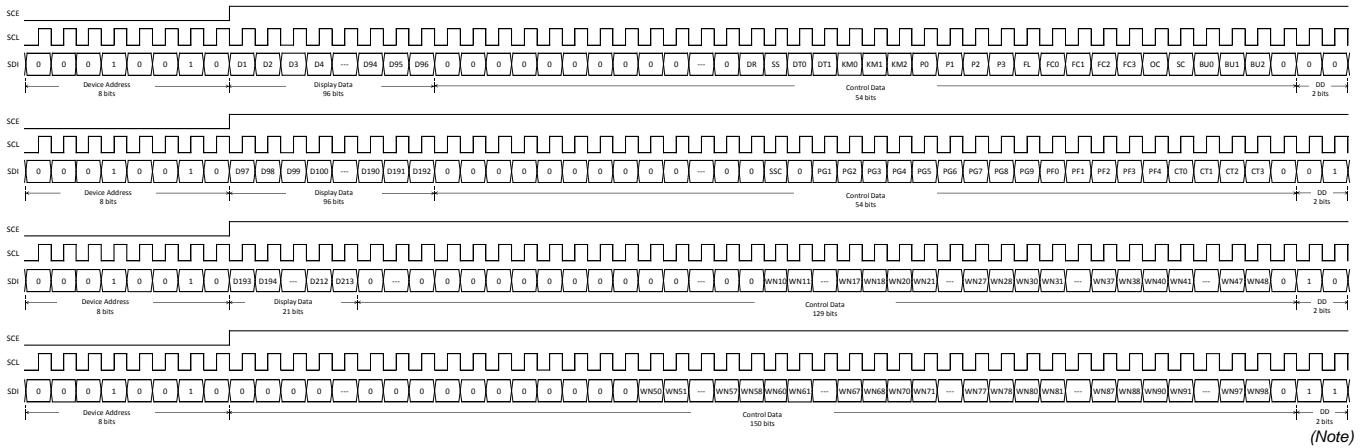 SCE
SCL
SDI 0 0 0 1 0 0 1 0 D1 D2 D3 D4 --- D94 D95 D96 0 0 0 0 0 0 0 0 0 0 --- 0 DR SS DT0 DT1 KM0 KM1 KM2 P0 P1 P2 P3 FL FC0 FC1 FC2 FC3 OC SC BU0 BU1 BU2 0 0 0
Device Address Display Data Control Data DD
8 bits 96 bits 54 bits 2 bits
SCE
SCL
SDI 0 0 0 1 0 0 1 0 D97 D98 D99 D100 --- D190 D191 D192 0 0 0 0 0 0 0 0 0 0 --- 0 0 SSC 0 PG1 PG2 PG3 PG4 PG5 PG6 PG7 PG8 PG9 PF0 PF1 PF2 PF3 PF4 CT0 CT1 CT2 CT3 0 0 1
Device Address Display Data Control Data DD
8 bits 96 bits 54 bits 2 bits
SCE
SCL
SDI 0 0 0 1 0 0 1 0 D193 D194 --- D212 D213 0 --- 0 0 0 0 0 0 0 0 0 0 0 --- 0 0 WN10 WN11 --- WN17 WN18 WN20 WN21 --- WN27 WN28 WN30 WN31 --- WN37 WN38 WN40 WN41 --- WN47 WN48 0 1 0
Device Address Display Data Control Data DD
8 bits 21 bits 129 bits 2 bits
SCE
SCL
SDI 0 0 0 1 0 0 1 0 0 0 0 0 --- 0 0 0 0 0 0 0 0 0 0 0 WN50 WN51 --- WN57 WN58 WN60 WN61 --- WN67 WN68 WN70 WN71 --- WN77 WN78 WN80 WN81 --- WN87 WN88 WN90 WN91 --- WN97 WN98 0 1 1
Device Address Control Data DD
8 bits 150 bits 2 bits
(Note)